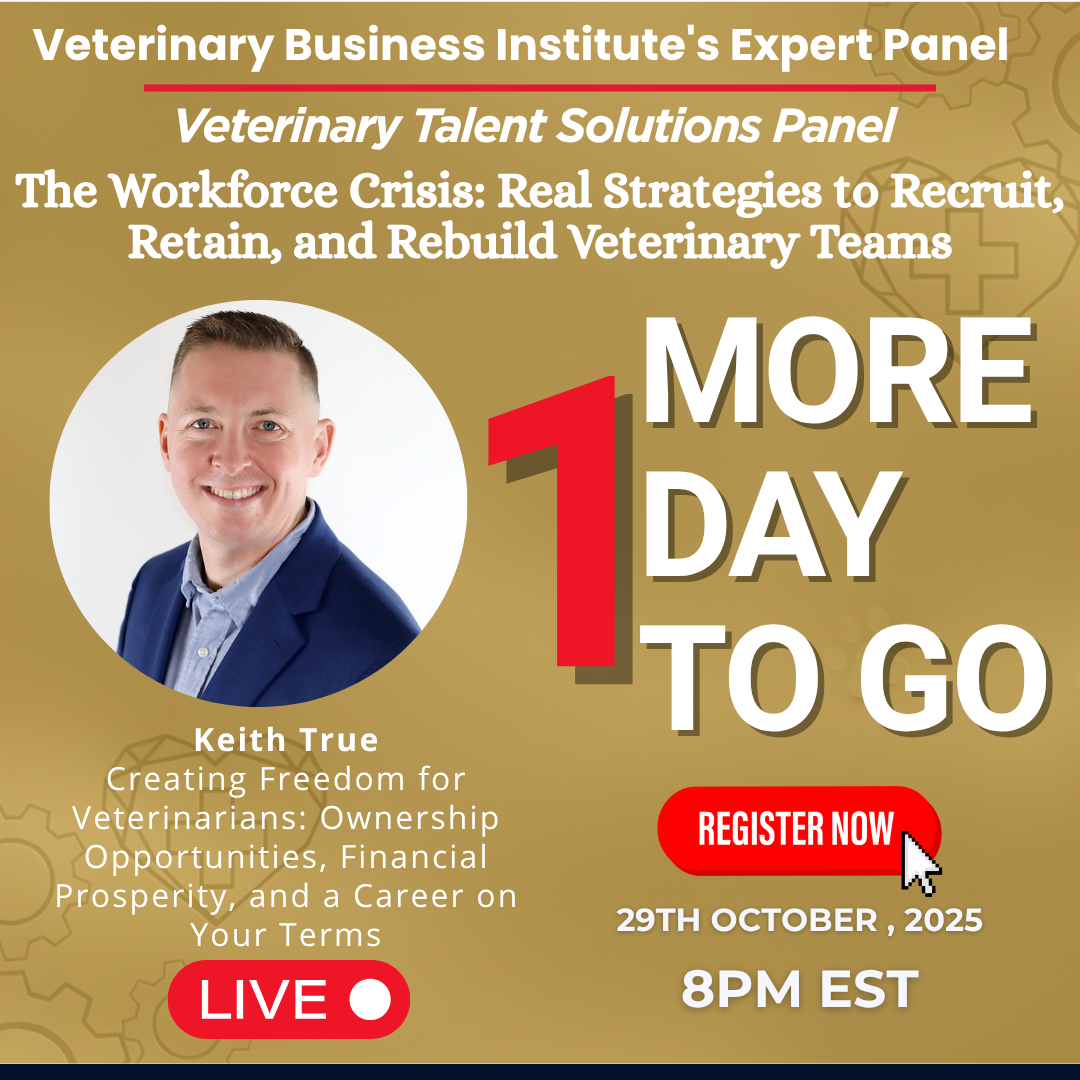 Veterinary Business Institute's Expert Panel
Veterinary Talent Solutions Panel
The Workforce Crisis: Real Strategies to Recruit,
Retain, and Rebuild Veterinary Teams
1
MORE
DAY
TO GO
Keith True
Creating Freedom for
Veterinarians: Ownership
Opportunities, Financial
Prosperity, and a Career on
Your Terms
LIVE
REGISTER NOW
29TH OCTOBER , 2025
8PM EST